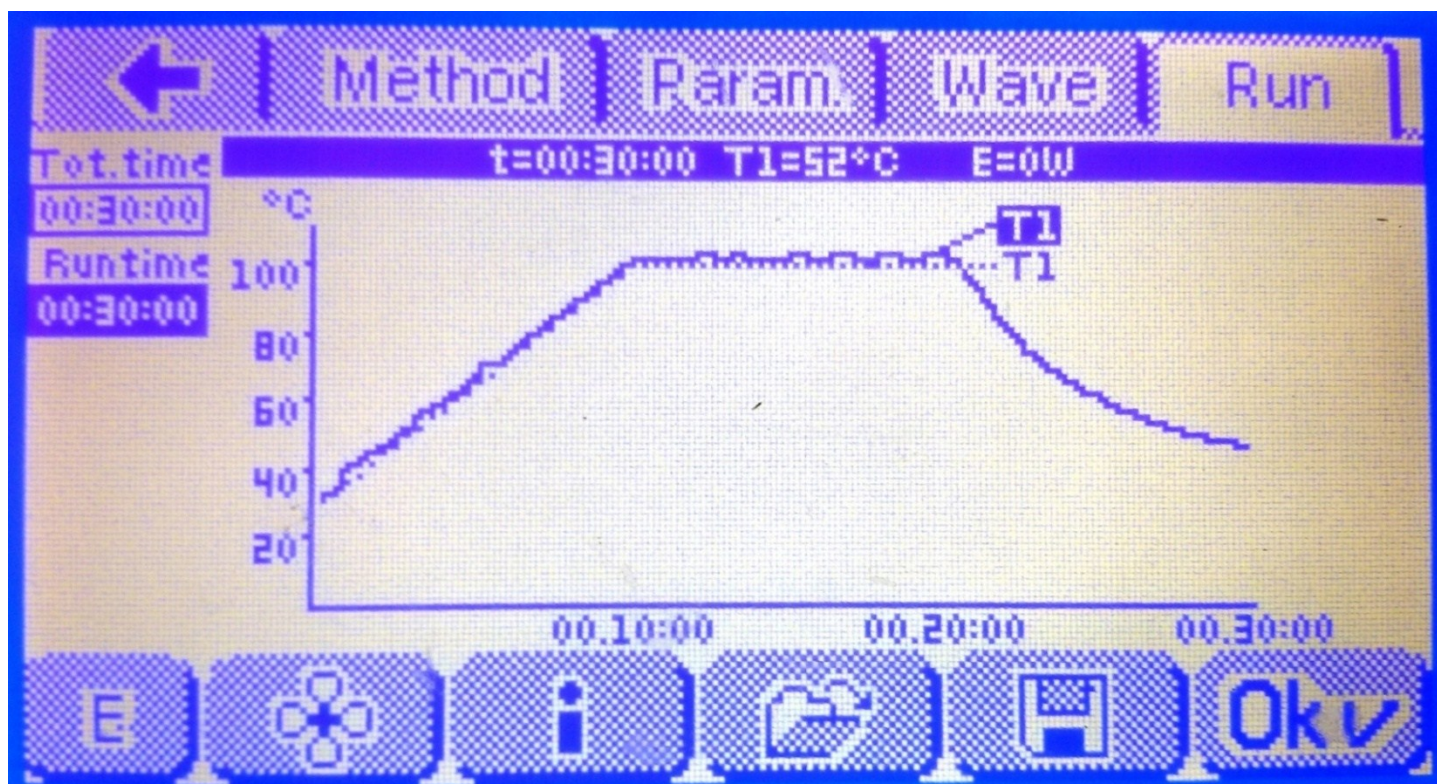 Method Param. Wave Run
Tot.time
t=00:30:00 T1=52°C E=0W
00:30:00
°C
T1
Runtime
100
T1
00:30:00
80
60
40
20
00.10:00 00.20:00 00.30:00
E
i
Ok